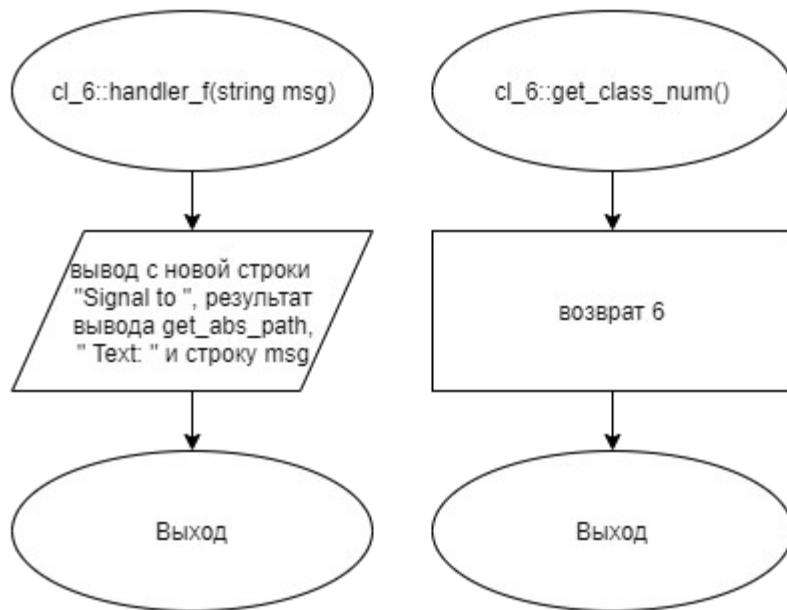 cl_6::handler_f(string msg)
вывод с новой строки
"Signal to ", результат
вывода get_abs_path,
" Text: " и строку msg
Выход
cl_6::get_class_num()
возврат 6
Выход